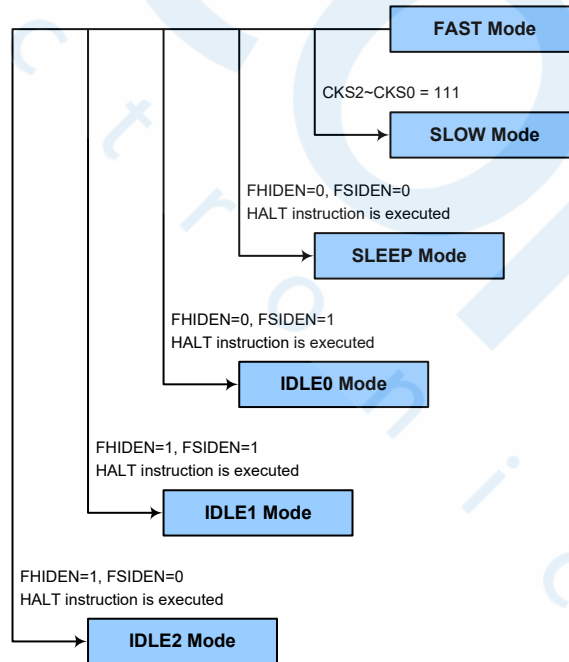 FAST Mode
CKS2~CKS0 = 111
SLOW Mode
FHIDEN=0, FSIDEN=0
HALT instruction is executed
SLEEP Mode
FHIDEN=0, FSIDEN=1
HALT instruction is executed
IDLE0 Mode
FHIDEN=1, FSIDEN=1
HALT instruction is executed
IDLE1 Mode
FHIDEN=1, FSIDEN=0
HALT instruction is executed
IDLE2 Mode
c t r o n i c